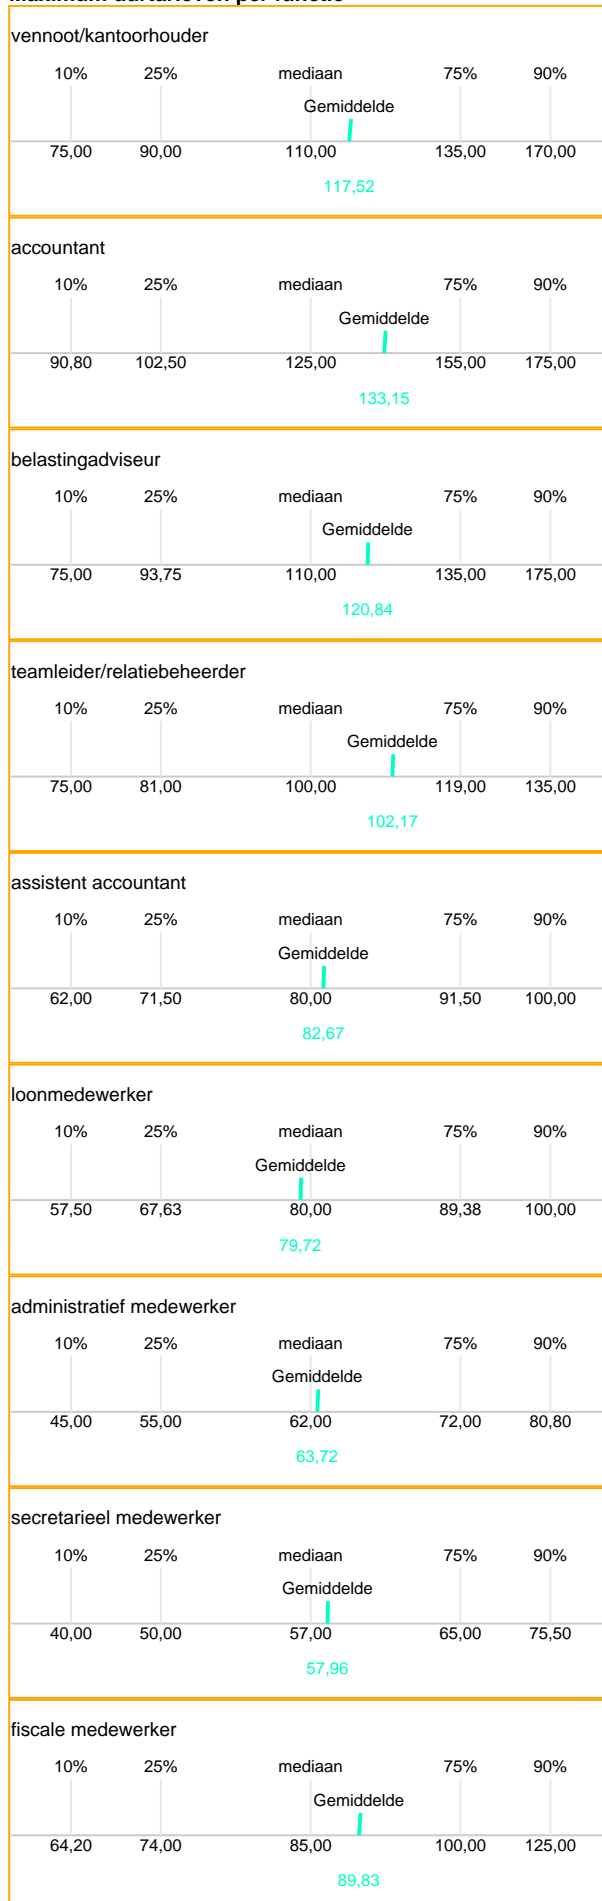 Maximum uurtarieven per functie
vennoot/kantoorhouder
10% 25% mediaan 75% 90%
Gemiddelde
75,00 90,00 110,00 135,00 170,00
117,52
accountant
10% 25% mediaan 75% 90%
Gemiddelde
90,80 102,50 125,00 155,00 175,00
133,15
belastingadviseur
10% 25% mediaan 75% 90%
Gemiddelde
75,00 93,75 110,00 135,00 175,00
120,84
teamleider/relatiebeheerder
10% 25% mediaan 75% 90%
Gemiddelde
75,00 81,00 100,00 119,00 135,00
102,17
assistent accountant
10% 25% mediaan 75% 90%
Gemiddelde
62,00 71,50 80,00 91,50 100,00
82,67
loonmedewerker
10% 25% mediaan 75% 90%
Gemiddelde
57,50 67,63 80,00 89,38 100,00
79,72
administratief medewerker
10% 25% mediaan 75% 90%
Gemiddelde
45,00 55,00 62,00 72,00 80,80
63,72
secretarieel medewerker
10% 25% mediaan 75% 90%
Gemiddelde
40,00 50,00 57,00 65,00 75,50
57,96
fiscale medewerker
10% 25% mediaan 75% 90%
Gemiddelde
64,20 74,00 85,00 100,00 125,00
89,83